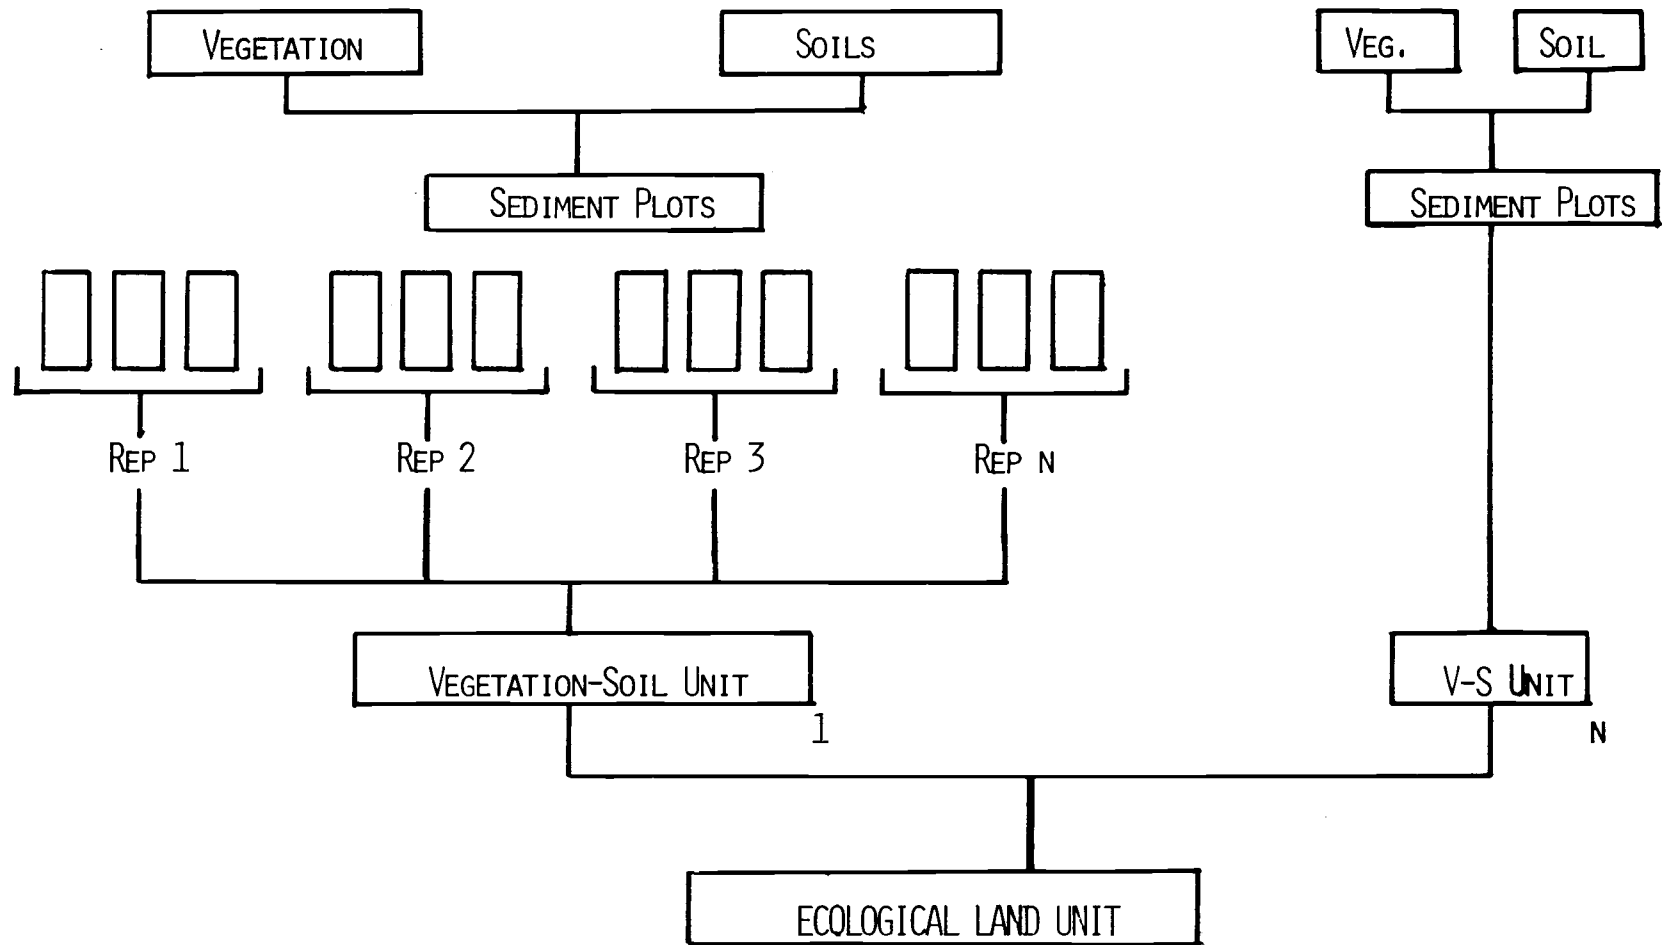 VEGETATION
SOILS
VEG.
SOIL
SEDIMENT PLOTS
SEDIMENT PLOTS
REP 1
REP 2
REP 3
REP N
VEGETATION-SOIL UNIT
1
V-S UNIT
N
ECOLOGICAL LAND UNIT